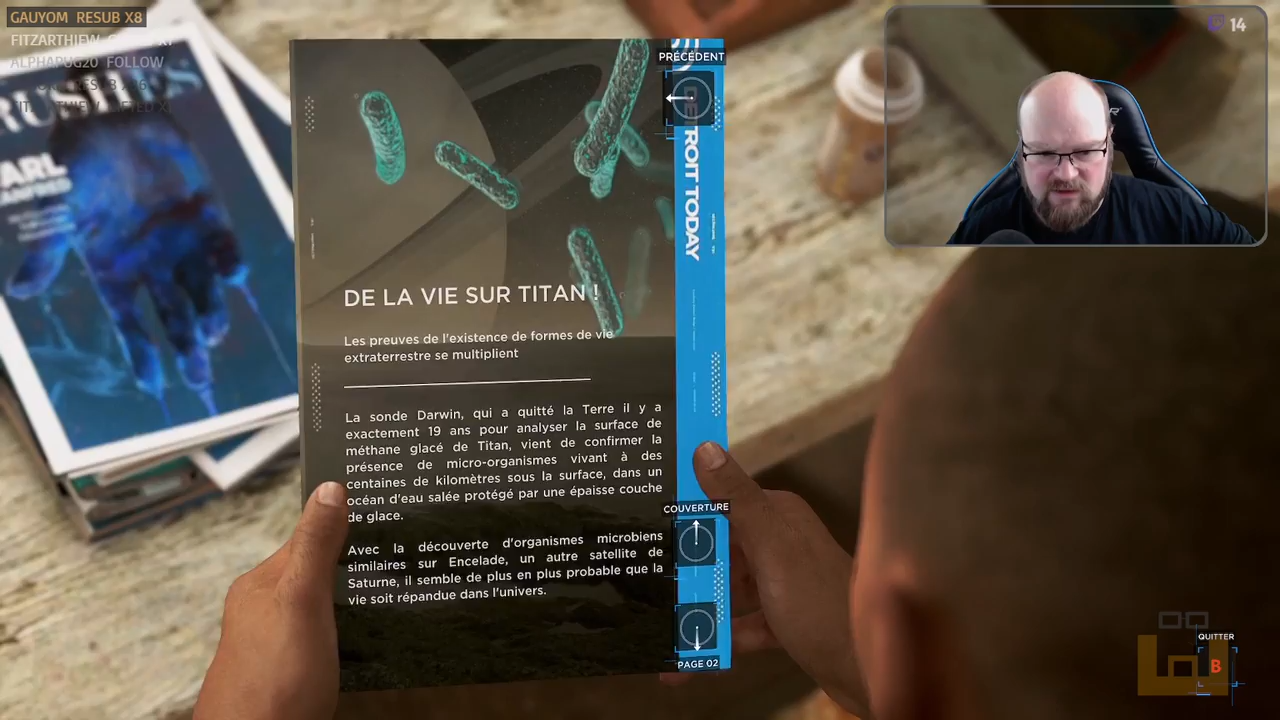 GAUYOM RESUB X8
FITZARTHIEW
ALPHAPUG20 FOLLOW
14
PRÉCÉDENT
DETROIT TODAY
DE LA VIE SUR TITAN !
Les preuves de l'existence de formes de vie
extraterrestre se multiplient
La sonde Darwin, qui a quitté la Terre il y a
exactement 19 ans pour analyser la surface de
méthane glacé de Titan, vient de confirmer la
présence de micro-organismes vivant à des
centaines de kilomètres sous la surface, dans un
océan d'eau salée protégé par une épaisse couche
de glace.
Avec la découverte d'organismes microbiens
similaires sur Encelade, un autre satellite de
Saturne, il semble de plus en plus probable que la
vie soit répandue dans l'univers.
COUVERTURE
PAGE 02
QUITTER
B